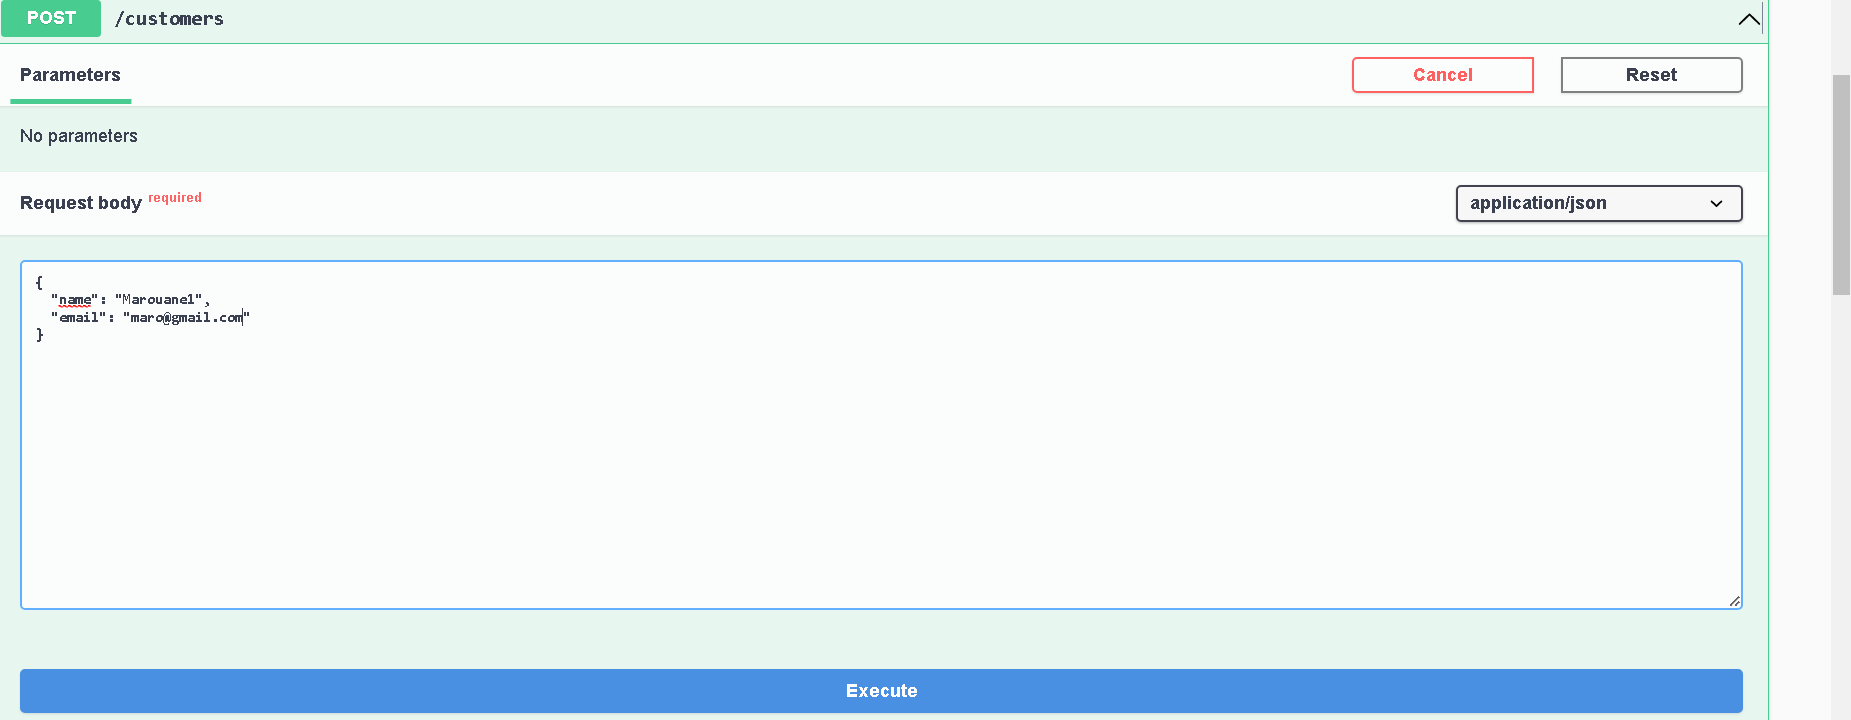 POST /customers
Parameters
Cancel
Reset
No parameters
Request body required
application/json
{
"name": "Marouane1",
"email": "maro@gmail.com"
}
Execute